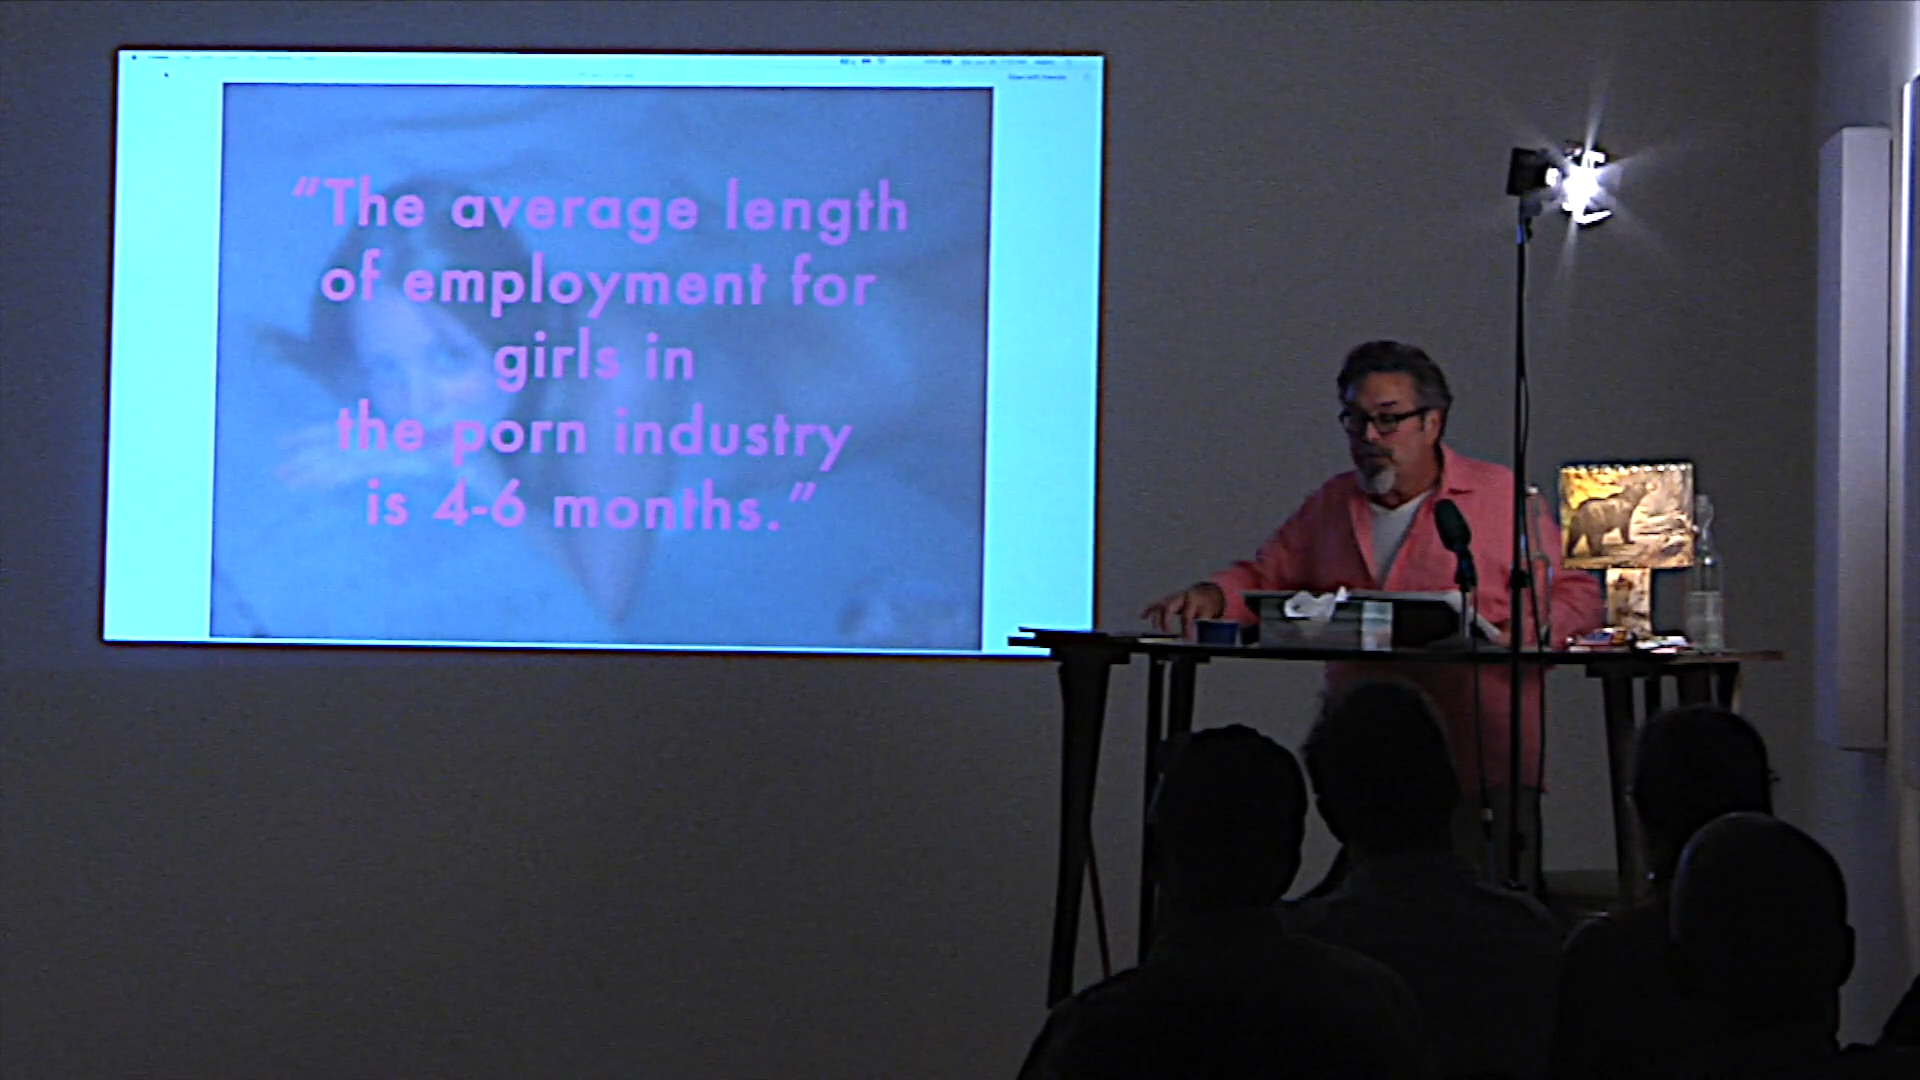 “The average length
of employment for
girls in
the porn industry
is 4-6 months.”